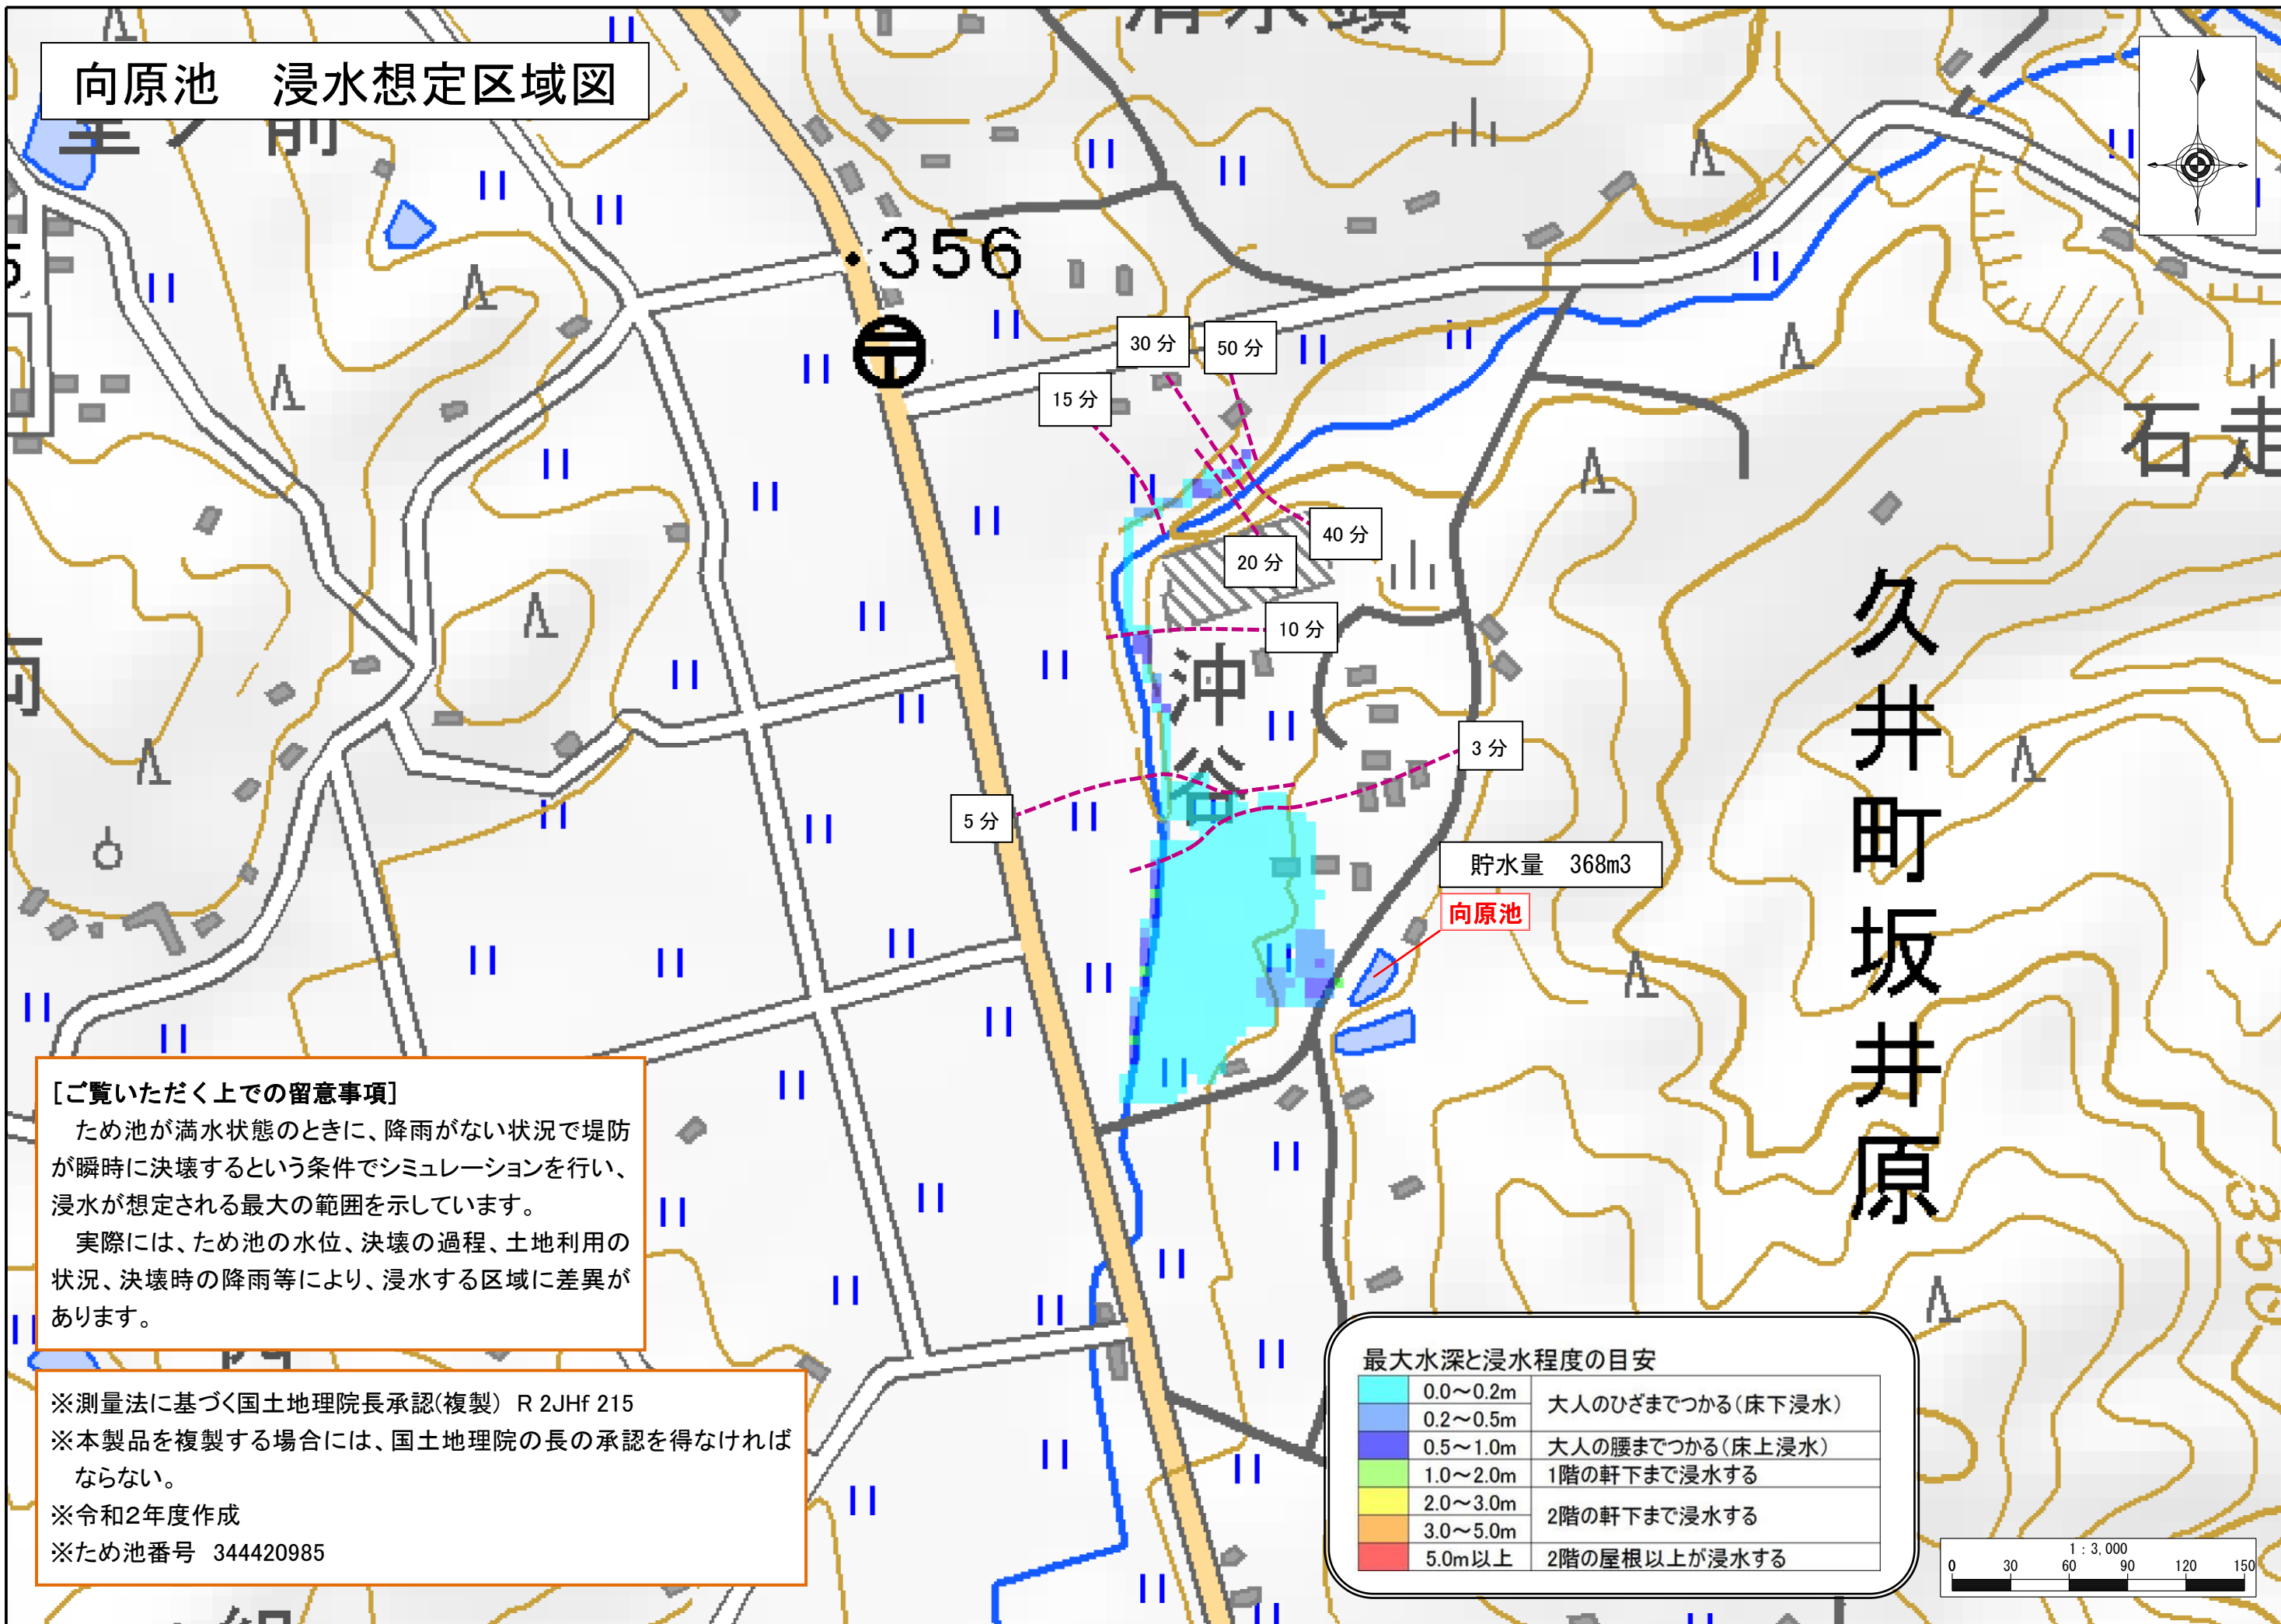 向原池　浸水想定区域図
356
30 分
50 分
15 分
40 分
20 分
10 分
3 分
5 分
沖谷
石走
久井町坂井原
350
貯水量　368m3
向原池
[ご覧いただく上での留意事項]
ため池が満水状態のときに、降雨がない状況で堤防
が瞬時に決壊するという条件でシミュレーションを行い、
浸水が想定される最大の範囲を示しています。
実際には、ため池の水位、決壊の過程、土地利用の
状況、決壊時の降雨等により、浸水する区域に差異が
あります。
※測量法に基づく国土地理院長承認(複製) R 2JHf 215
※本製品を複製する場合には、国土地理院の長の承認を得なければ
ならない。
※令和2年度作成
※ため池番号 344420985
最大水深と浸水程度の目安
0.0～0.2m
大人のひざまでつかる(床下浸水)
0.2～0.5m
0.5～1.0m 大人の腰までつかる(床上浸水)
1.0～2.0m 1階の軒下まで浸水する
2.0～3.0m
2階の軒下まで浸水する
3.0～5.0m
5.0m以上 2階の屋根以上が浸水する
1 : 3,000
0 30 60 90 120 150